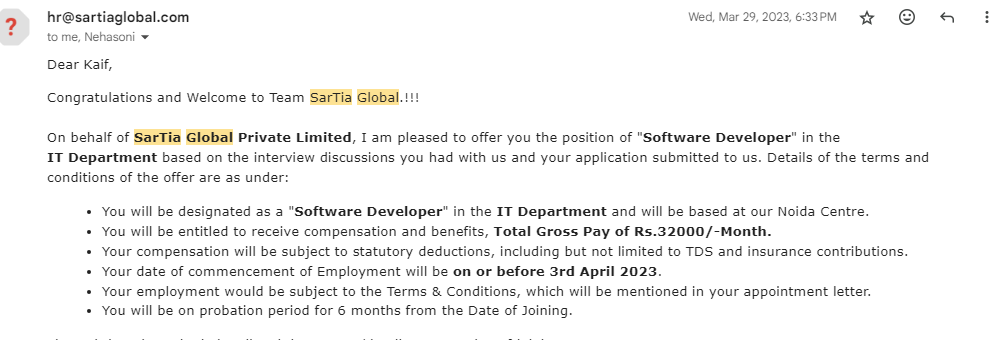 hr@sartiaglobal.com Wed, Mar 29, 2023, 6:33 PM
?
to me, Nehasoni
Dear Kaif,
Congratulations and Welcome to Team SarTia Global.!!!
On behalf of SarTia Global Private Limited, I am pleased to offer you the position of "Software Developer" in the
IT Department based on the interview discussions you had with us and your application submitted to us. Details of the terms and
conditions of the offer are as under:
• You will be designated as a "Software Developer" in the IT Department and will be based at our Noida Centre.
• You will be entitled to receive compensation and benefits, Total Gross Pay of Rs.32000/-Month.
• Your compensation will be subject to statutory deductions, including but not limited to TDS and insurance contributions.
• Your date of commencement of Employment will be on or before 3rd April 2023.
• Your employment would be subject to the Terms & Conditions, which will be mentioned in your appointment letter.
• You will be on probation period for 6 months from the Date of Joining.